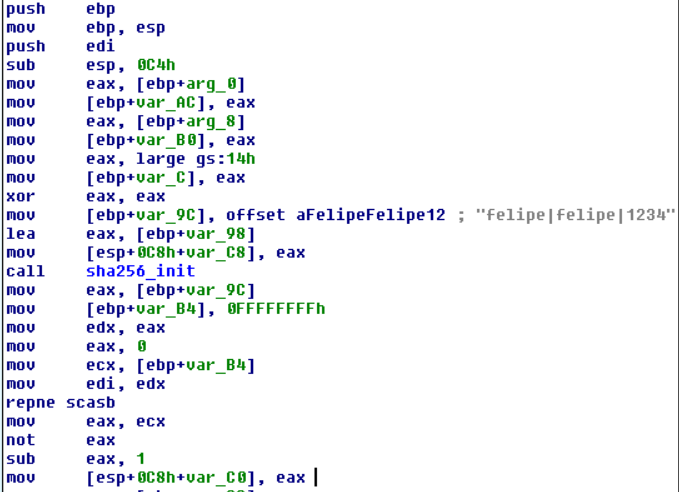 push ebp
mov ebp, esp
push edi
sub esp, 0C4h
mov eax, [ebp+arg_0]
mov [ebp+var_AC], eax
mov eax, [ebp+arg_8]
mov [ebp+var_B0], eax
mov eax, large gs:14h
mov [ebp+var_C], eax
xor eax, eax
mov [ebp+var_9C], offset aFelipeFelipe12 ; "felipe|felipe|1234"
lea eax, [ebp+var_98]
mov [esp+0C8h+var_C8], eax
call sha256_init
mov eax, [ebp+var_9C]
mov [ebp+var_B4], 0FFFFFFFFh
mov edx, eax
mov eax, 0
mov ecx, [ebp+var_B4]
mov edi, edx
repne scasb
mov eax, ecx
not eax
sub eax, 1
mov [esp+0C8h+var_C0], eax